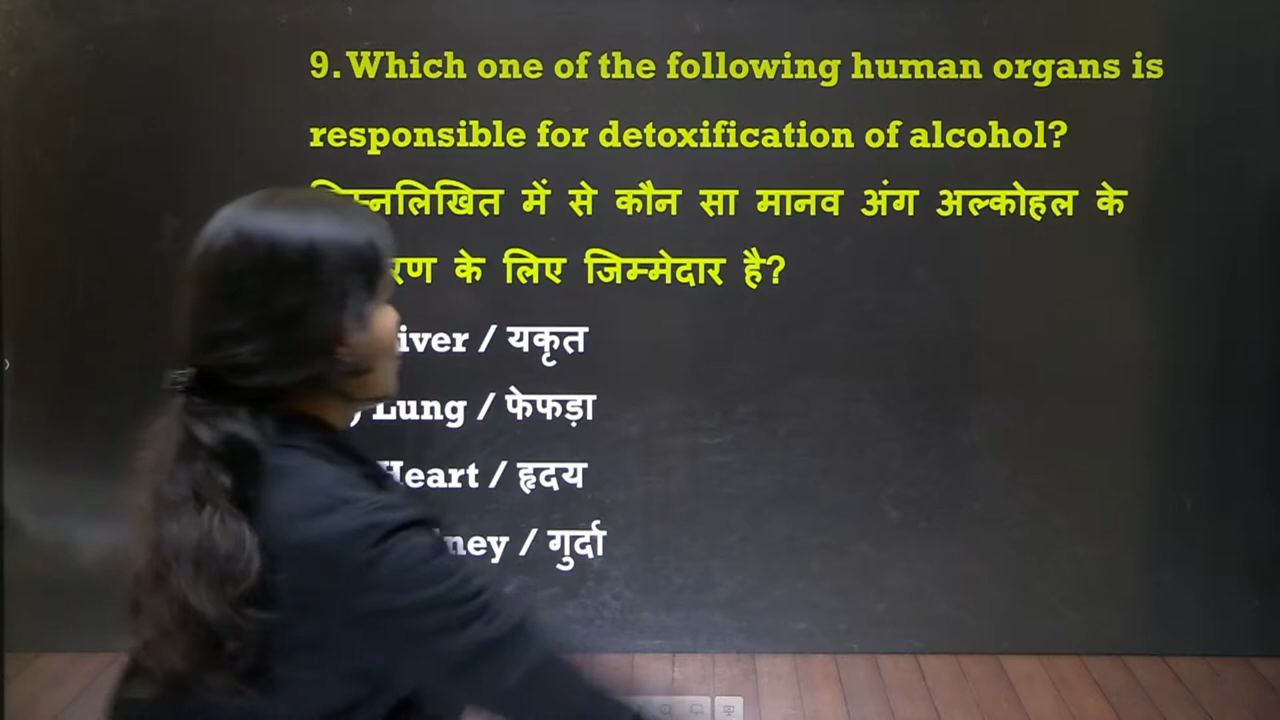 9. Which one of the following human organs is
responsible for detoxification of alcohol?
में से कौन सा मानव अंग अल्कोहल के
के लिए जिम्मेदार है?
/ यकृत
Lung / फेफड़ा
Heart / हृदय
/ गुर्दा